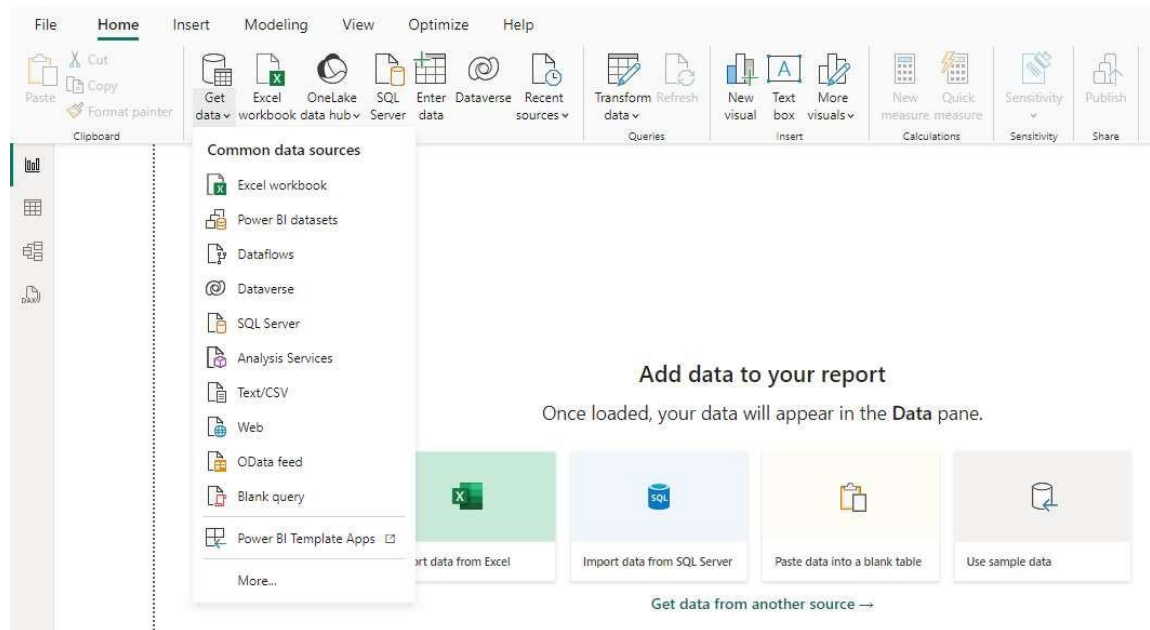 File Home Insert Modeling View Optimize Help
Paste
Cut
Copy
Format painter
Clipboard
Get data
Excel workbook
OneLake data hub
SQL Server
Enter data
Dataverse
Recent sources
Transform data
Refresh
Queries
New visual
Text box
More visuals
Insert
New measure
Quick measure
Calculations
Sensitivity
Sensitivity
Publish
Share
Common data sources
Excel workbook
Power BI datasets
Dataflows
Dataverse
SQL Server
Analysis Services
Text/CSV
Web
OData feed
Blank query
Power BI Template Apps
More...
DAX
Add data to your report
Once loaded, your data will appear in the Data pane.
rt data from Excel
SQL
Import data from SQL Server
Paste data into a blank table
Use sample data
Get data from another source →